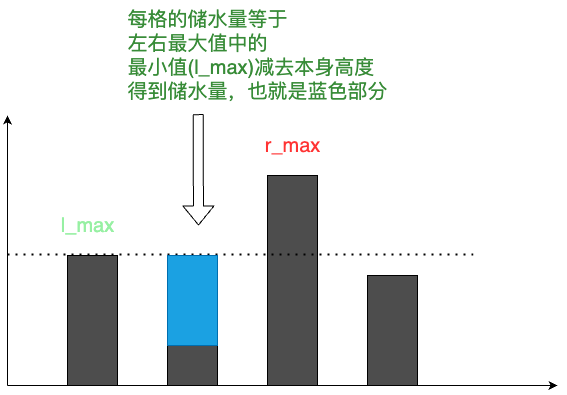 每格的储水量等于
左右最大值中的
最小值(l_max)减去本身高度
得到储水量，也就是蓝色部分
r_max
l_max